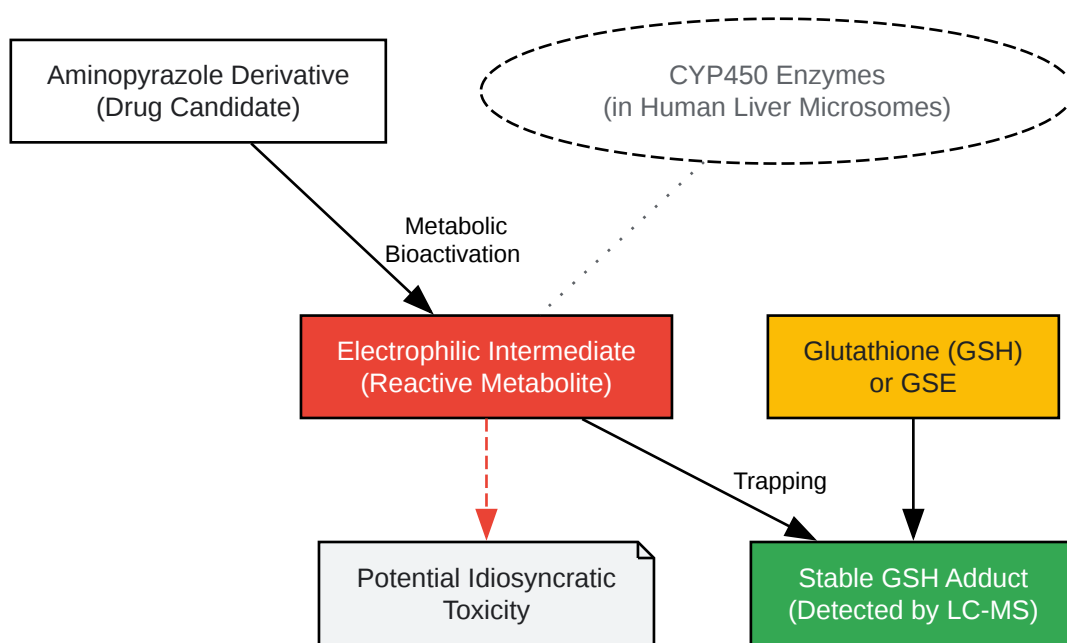 Aminopyrazole Derivative
(Drug Candidate)
CYP450 Enzymes
(in Human Liver Microsomes)
Metabolic
Bioactivation
Electrophilic Intermediate
(Reactive Metabolite)
Glutathione (GSH)
or GSE
Trapping
Potential Idiosyncratic
Toxicity
Stable GSH Adduct
(Detected by LC-MS)